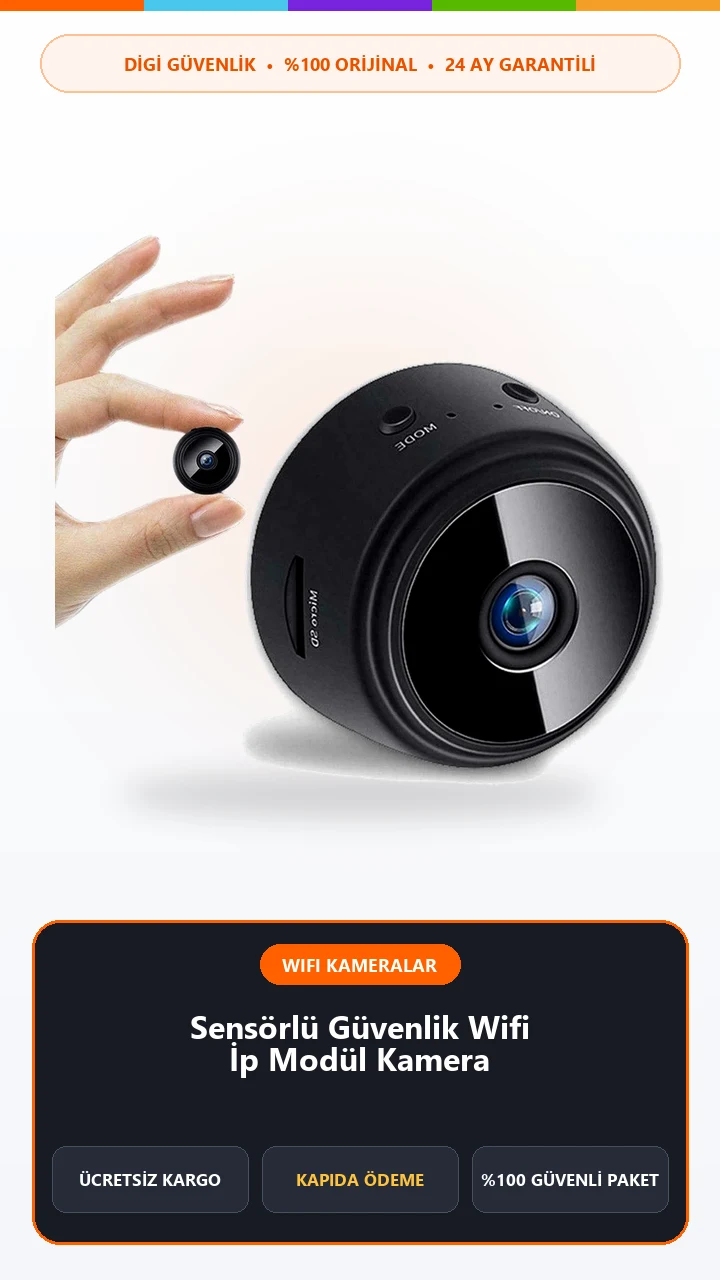 DİGİ GÜVENLİK • %100 ORİJİNAL • 24 AY GARANTİLİ
MODE
ON/OFF
Micro SD
WIFI KAMERALAR
Sensörlü Güvenlik Wifi
İp Modül Kamera
ÜCRETSİZ KARGO
KAPIDA ÖDEME
%100 GÜVENLİ PAKET